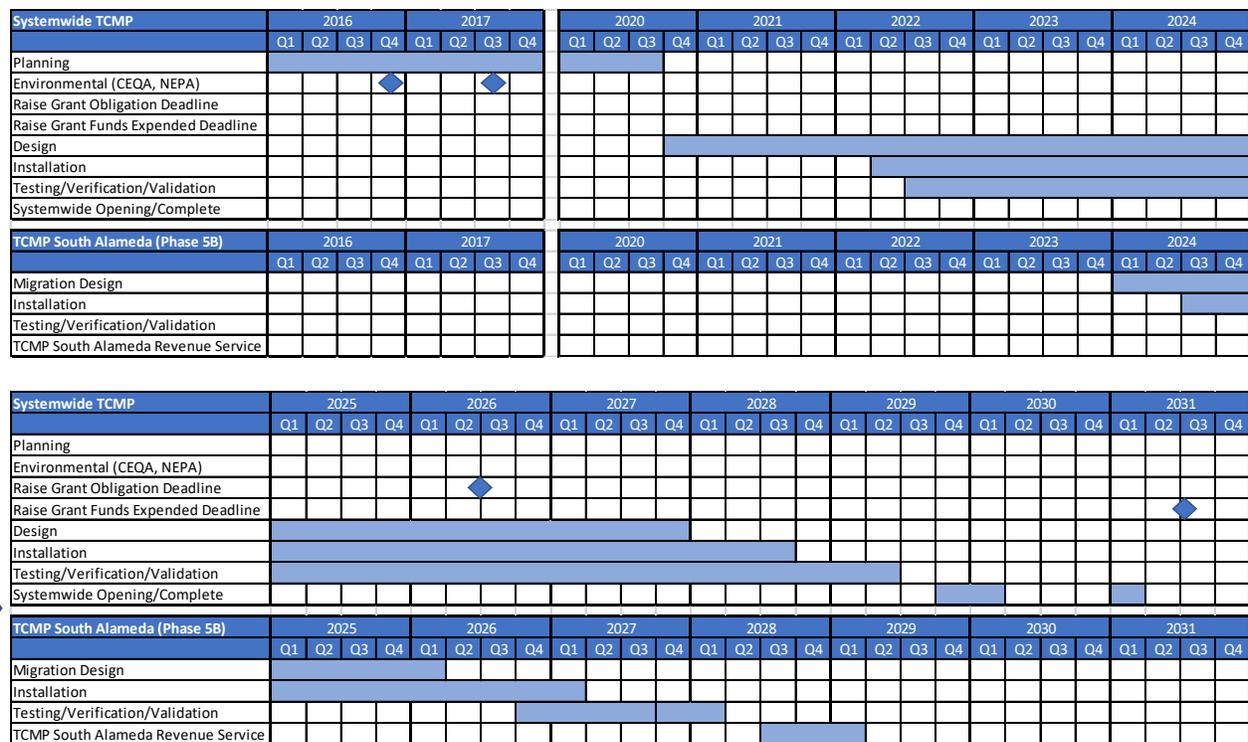 Systemwide TCMP 2016 2017 2020 2021 2022 2023 2024
Q1 Q2 Q3 Q4 Q1 Q2 Q3 Q4 Q1 Q2 Q3 Q4 Q1 Q2 Q3 Q4 Q1 Q2 Q3 Q4 Q1 Q2 Q3 Q4 Q1 Q2 Q3 Q4
Planning
Environmental (CEQA, NEPA)
Raise Grant Obligation Deadline
Raise Grant Funds Expended Deadline
Design
Installation
Testing/Verification/Validation
Systemwide Opening/Complete
TCMP South Alameda (Phase 5B) 2016 2017 2020 2021 2022 2023 2024
Q1 Q2 Q3 Q4 Q1 Q2 Q3 Q4 Q1 Q2 Q3 Q4 Q1 Q2 Q3 Q4 Q1 Q2 Q3 Q4 Q1 Q2 Q3 Q4 Q1 Q2 Q3 Q4
Migration Design
Installation
Testing/Verification/Validation
TCMP South Alameda Revenue Service
Systemwide TCMP 2025 2026 2027 2028 2029 2030 2031
Q1 Q2 Q3 Q4 Q1 Q2 Q3 Q4 Q1 Q2 Q3 Q4 Q1 Q2 Q3 Q4 Q1 Q2 Q3 Q4 Q1 Q2 Q3 Q4 Q1 Q2 Q3 Q4
Planning
Environmental (CEQA, NEPA)
Raise Grant Obligation Deadline
Raise Grant Funds Expended Deadline
Design
Installation
Testing/Verification/Validation
Systemwide Opening/Complete
TCMP South Alameda (Phase 5B) 2025 2026 2027 2028 2029 2030 2031
Q1 Q2 Q3 Q4 Q1 Q2 Q3 Q4 Q1 Q2 Q3 Q4 Q1 Q2 Q3 Q4 Q1 Q2 Q3 Q4 Q1 Q2 Q3 Q4 Q1 Q2 Q3 Q4
Migration Design
Installation
Testing/Verification/Validation
TCMP South Alameda Revenue Service